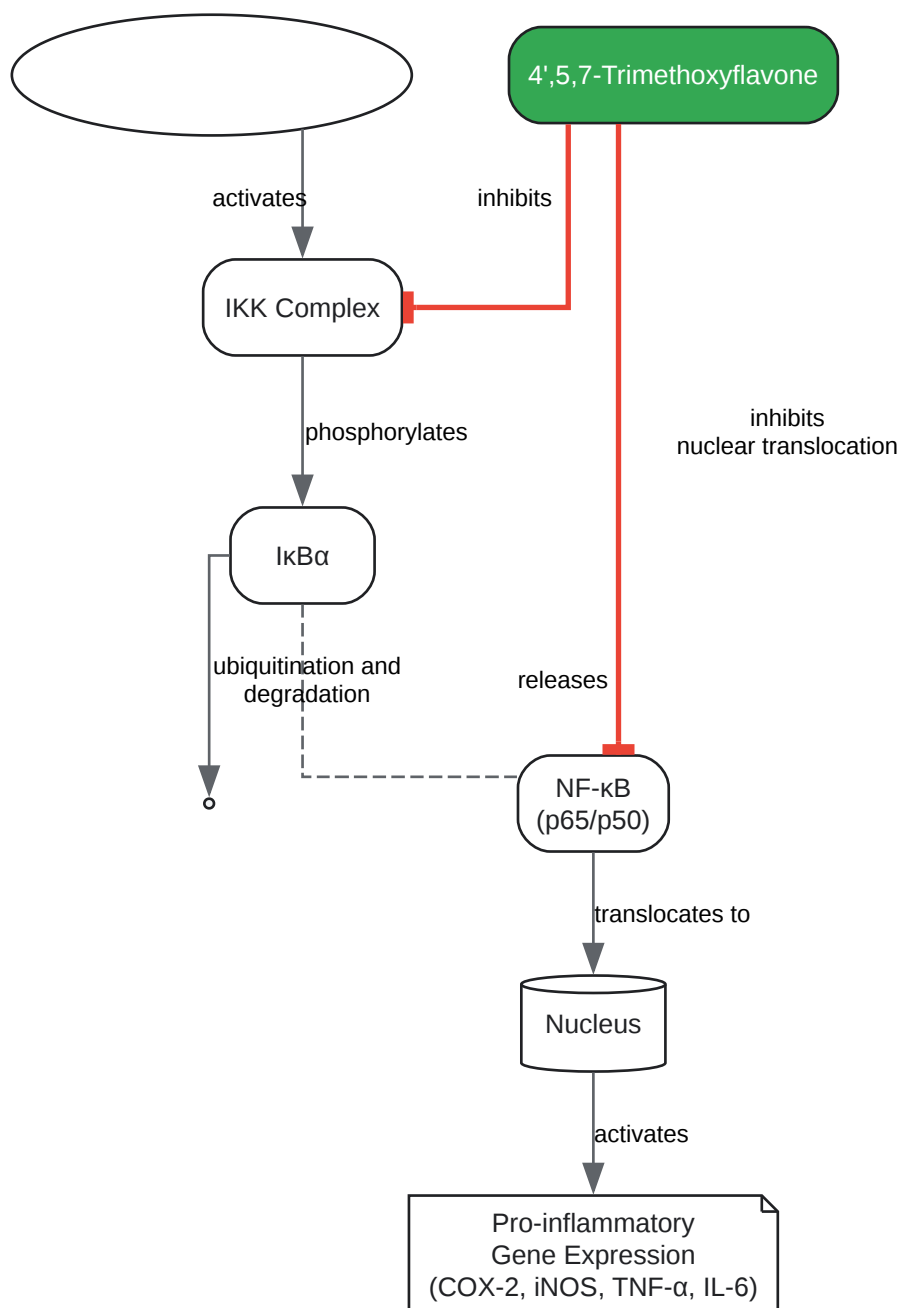 4',5,7-Trimethoxyflavone
activates
inhibits
IKK Complex
phosphorylates
inhibits
nuclear translocation
IκBα
ubiquitination and
degradation
releases
NF-κB
(p65/p50)
translocates to
Nucleus
activates
Pro-inflammatory
Gene Expression
(COX-2, iNOS, TNF-α, IL-6)